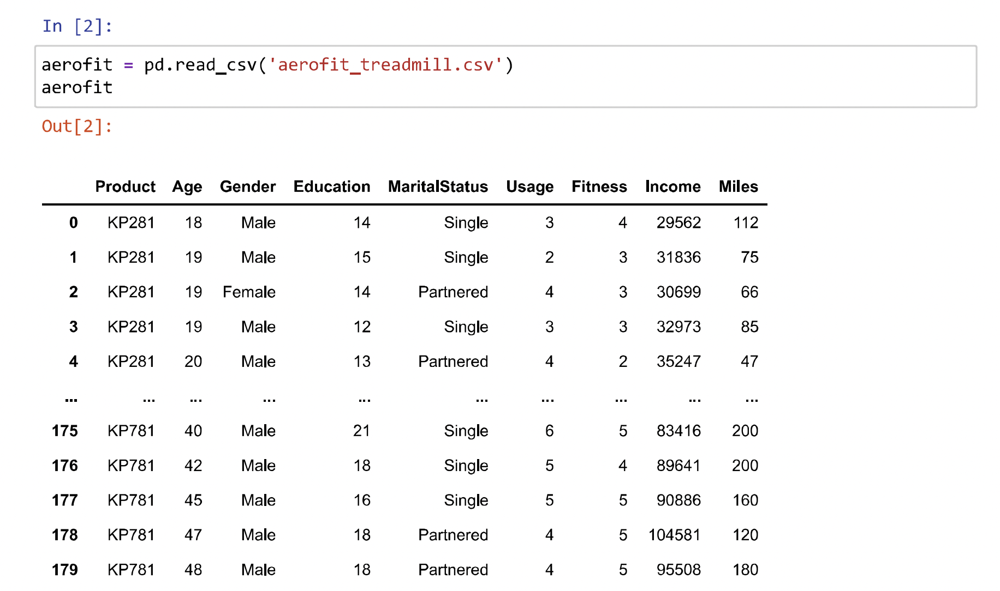 In [2]:
aerofit = pd.read_csv('aerofit_treadmill.csv')
aerofit
Out[2]:
Product Age Gender Education MaritalStatus Usage Fitness Income Miles
0 KP281 18 Male 14 Single 3 4 29562 112
1 KP281 19 Male 15 Single 2 3 31836 75
2 KP281 19 Female 14 Partnered 4 3 30699 66
3 KP281 19 Male 12 Single 3 3 32973 85
4 KP281 20 Male 13 Partnered 4 2 35247 47
... ... ... ... ... ... ... ... ... ...
175 KP781 40 Male 21 Single 6 5 83416 200
176 KP781 42 Male 18 Single 5 4 89641 200
177 KP781 45 Male 16 Single 5 5 90886 160
178 KP781 47 Male 18 Partnered 4 5 104581 120
179 KP781 48 Male 18 Partnered 4 5 95508 180